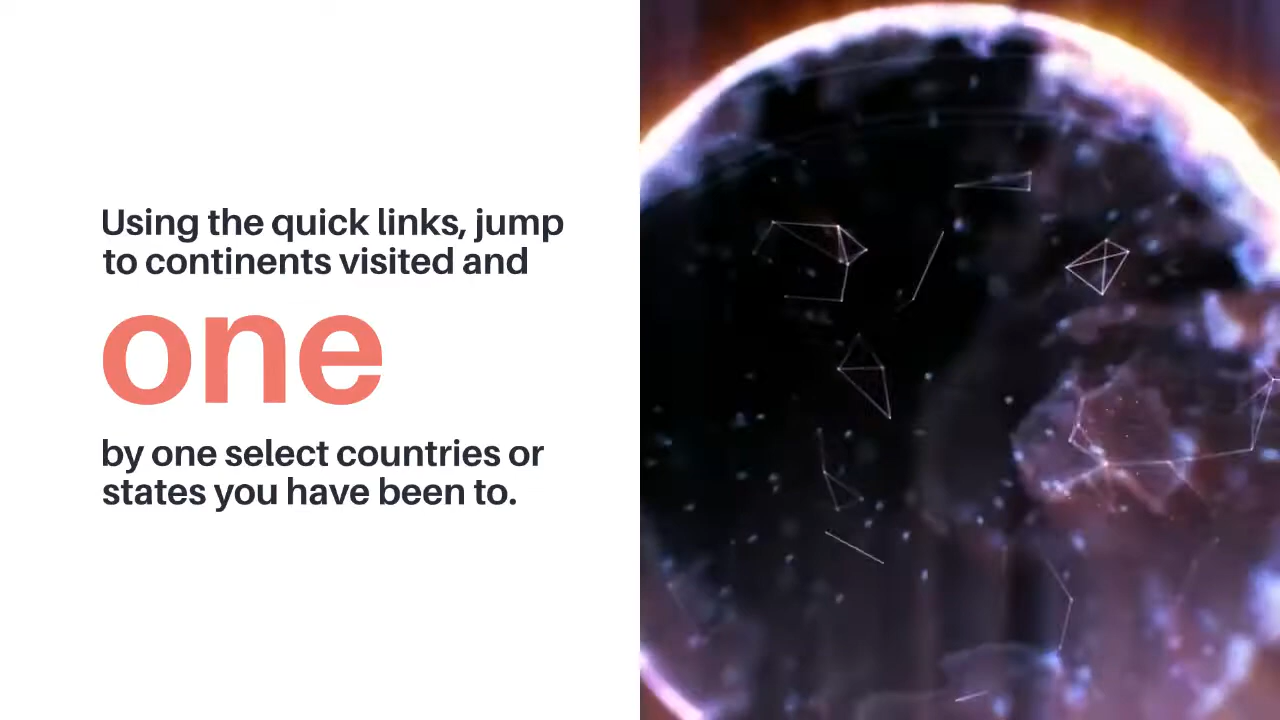 Using the quick links, jump
to continents visited and
one
by one select countries or
states you have been to.